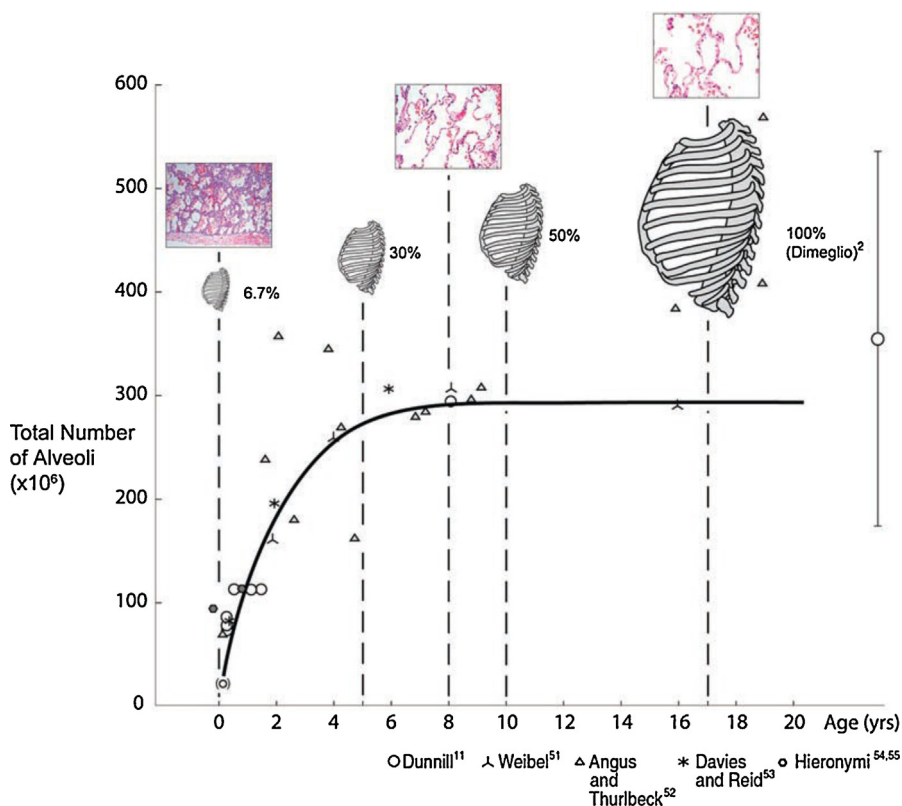 600
500
400
300
200
100
0
Total Number
of Alveoli
(x10⁶)
6.7%
30%
50%
100%
(Dimeglio)²
0 2 4 6 8 10 12 14 16 18 20 Age (yrs)
Dunnill¹¹ Weibel⁵¹ Angus and Thurlbeck⁵² Davies and Reid⁵³ Hieronymi⁵⁴,⁵⁵